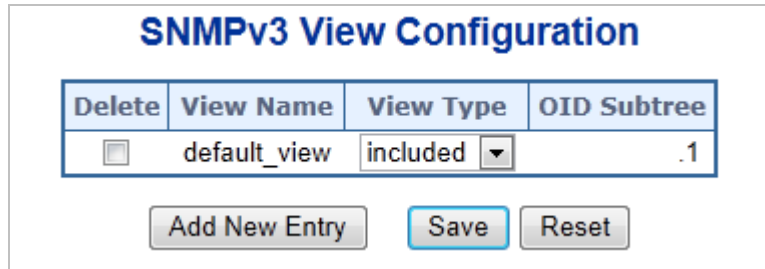 SNMPv3 View Configuration
Delete View Name View Type OID Subtree
default_view included .1
Add New Entry Save Reset